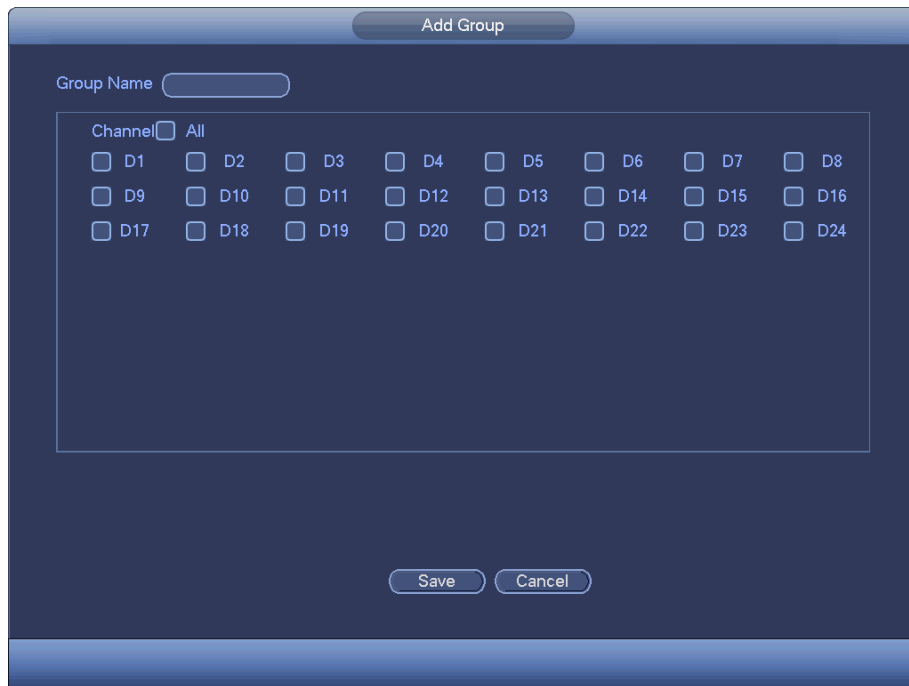 Add Group
Group Name
Channel All
D1 D2 D3 D4 D5 D6 D7 D8
D9 D10 D11 D12 D13 D14 D15 D16
D17 D18 D19 D20 D21 D22 D23 D24
Save Cancel